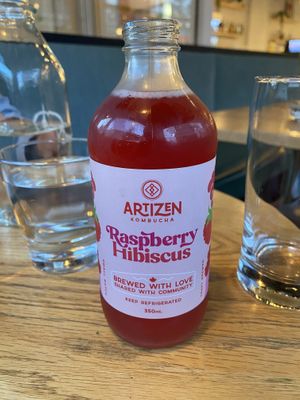 ARTIZEN
KOMBUCHA
Raspberry
Hibiscus
BREWED WITH LOVE
SHARED WITH COMMUNITY
KEEP REFRIGERATED
350mL